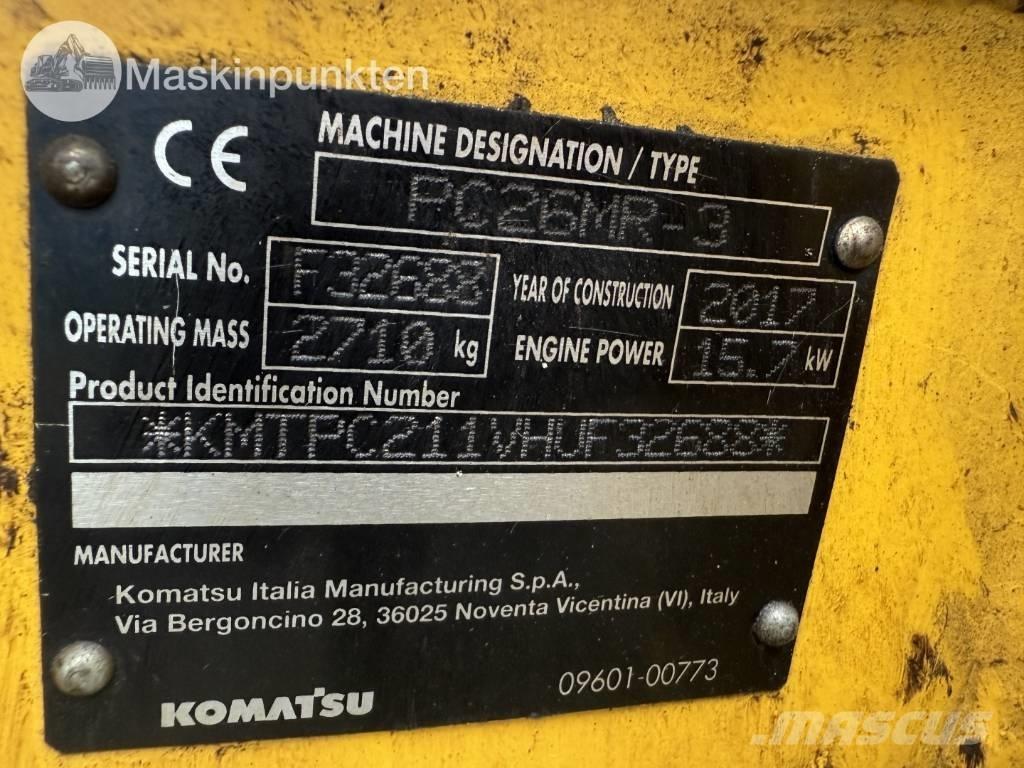 Maskinpunkten
CE
MACHINE DESIGNATION / TYPE
PC26MR-3
SERIAL No. F32688 YEAR OF CONSTRUCTION 2017
OPERATING MASS 2710 kg ENGINE POWER 15.7 kW
Product Identification Number
*KMTPC211VHUF32688*
MANUFACTURER
Komatsu Italia Manufacturing S.p.A.,
Via Bergoncino 28, 36025 Noventa Vicentina (VI), Italy
09601-00773
KOMATSU
MASCUS